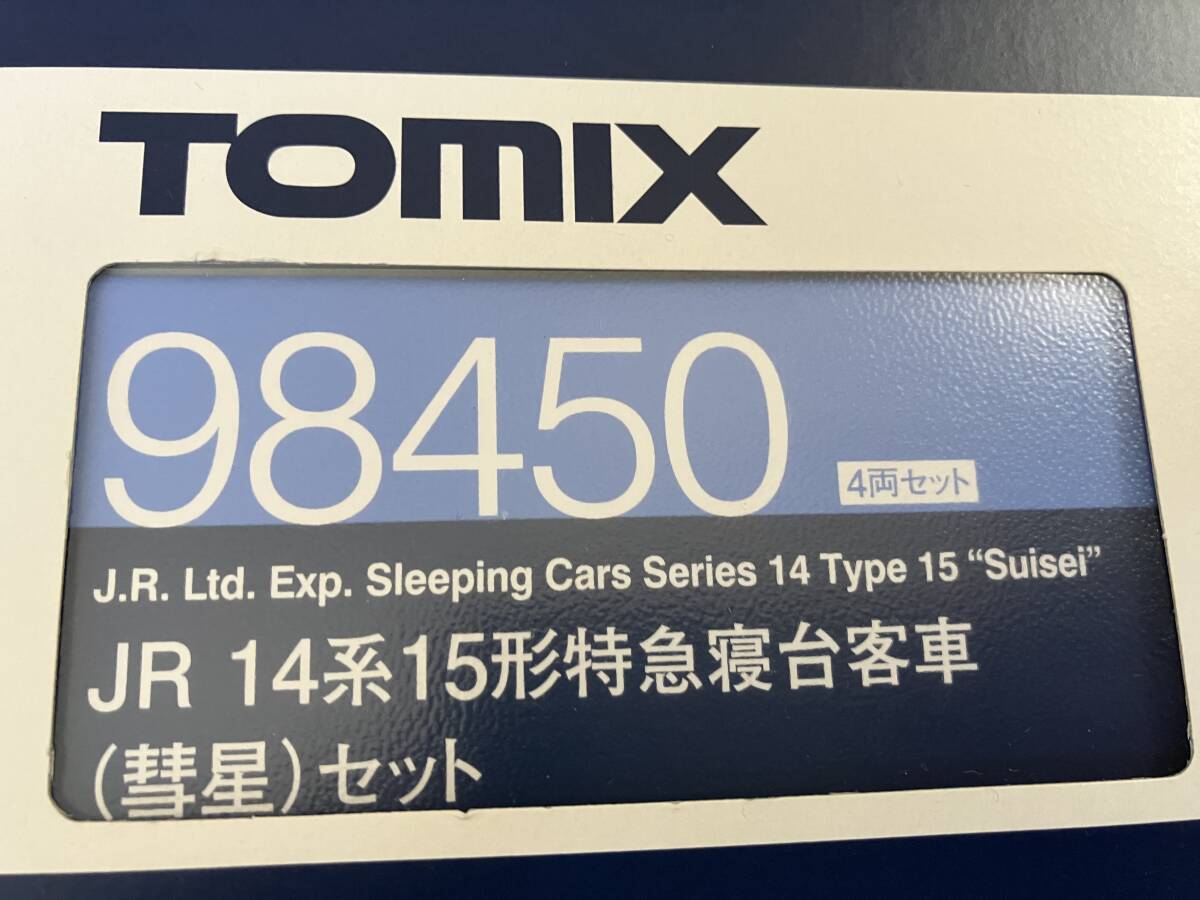 TOMIX
98450
4両セット
J.R. Ltd. Exp. Sleeping Cars Series 14 Type 15 “Suisei”
JR 14系15形特急寝台客車
(彗星)セット